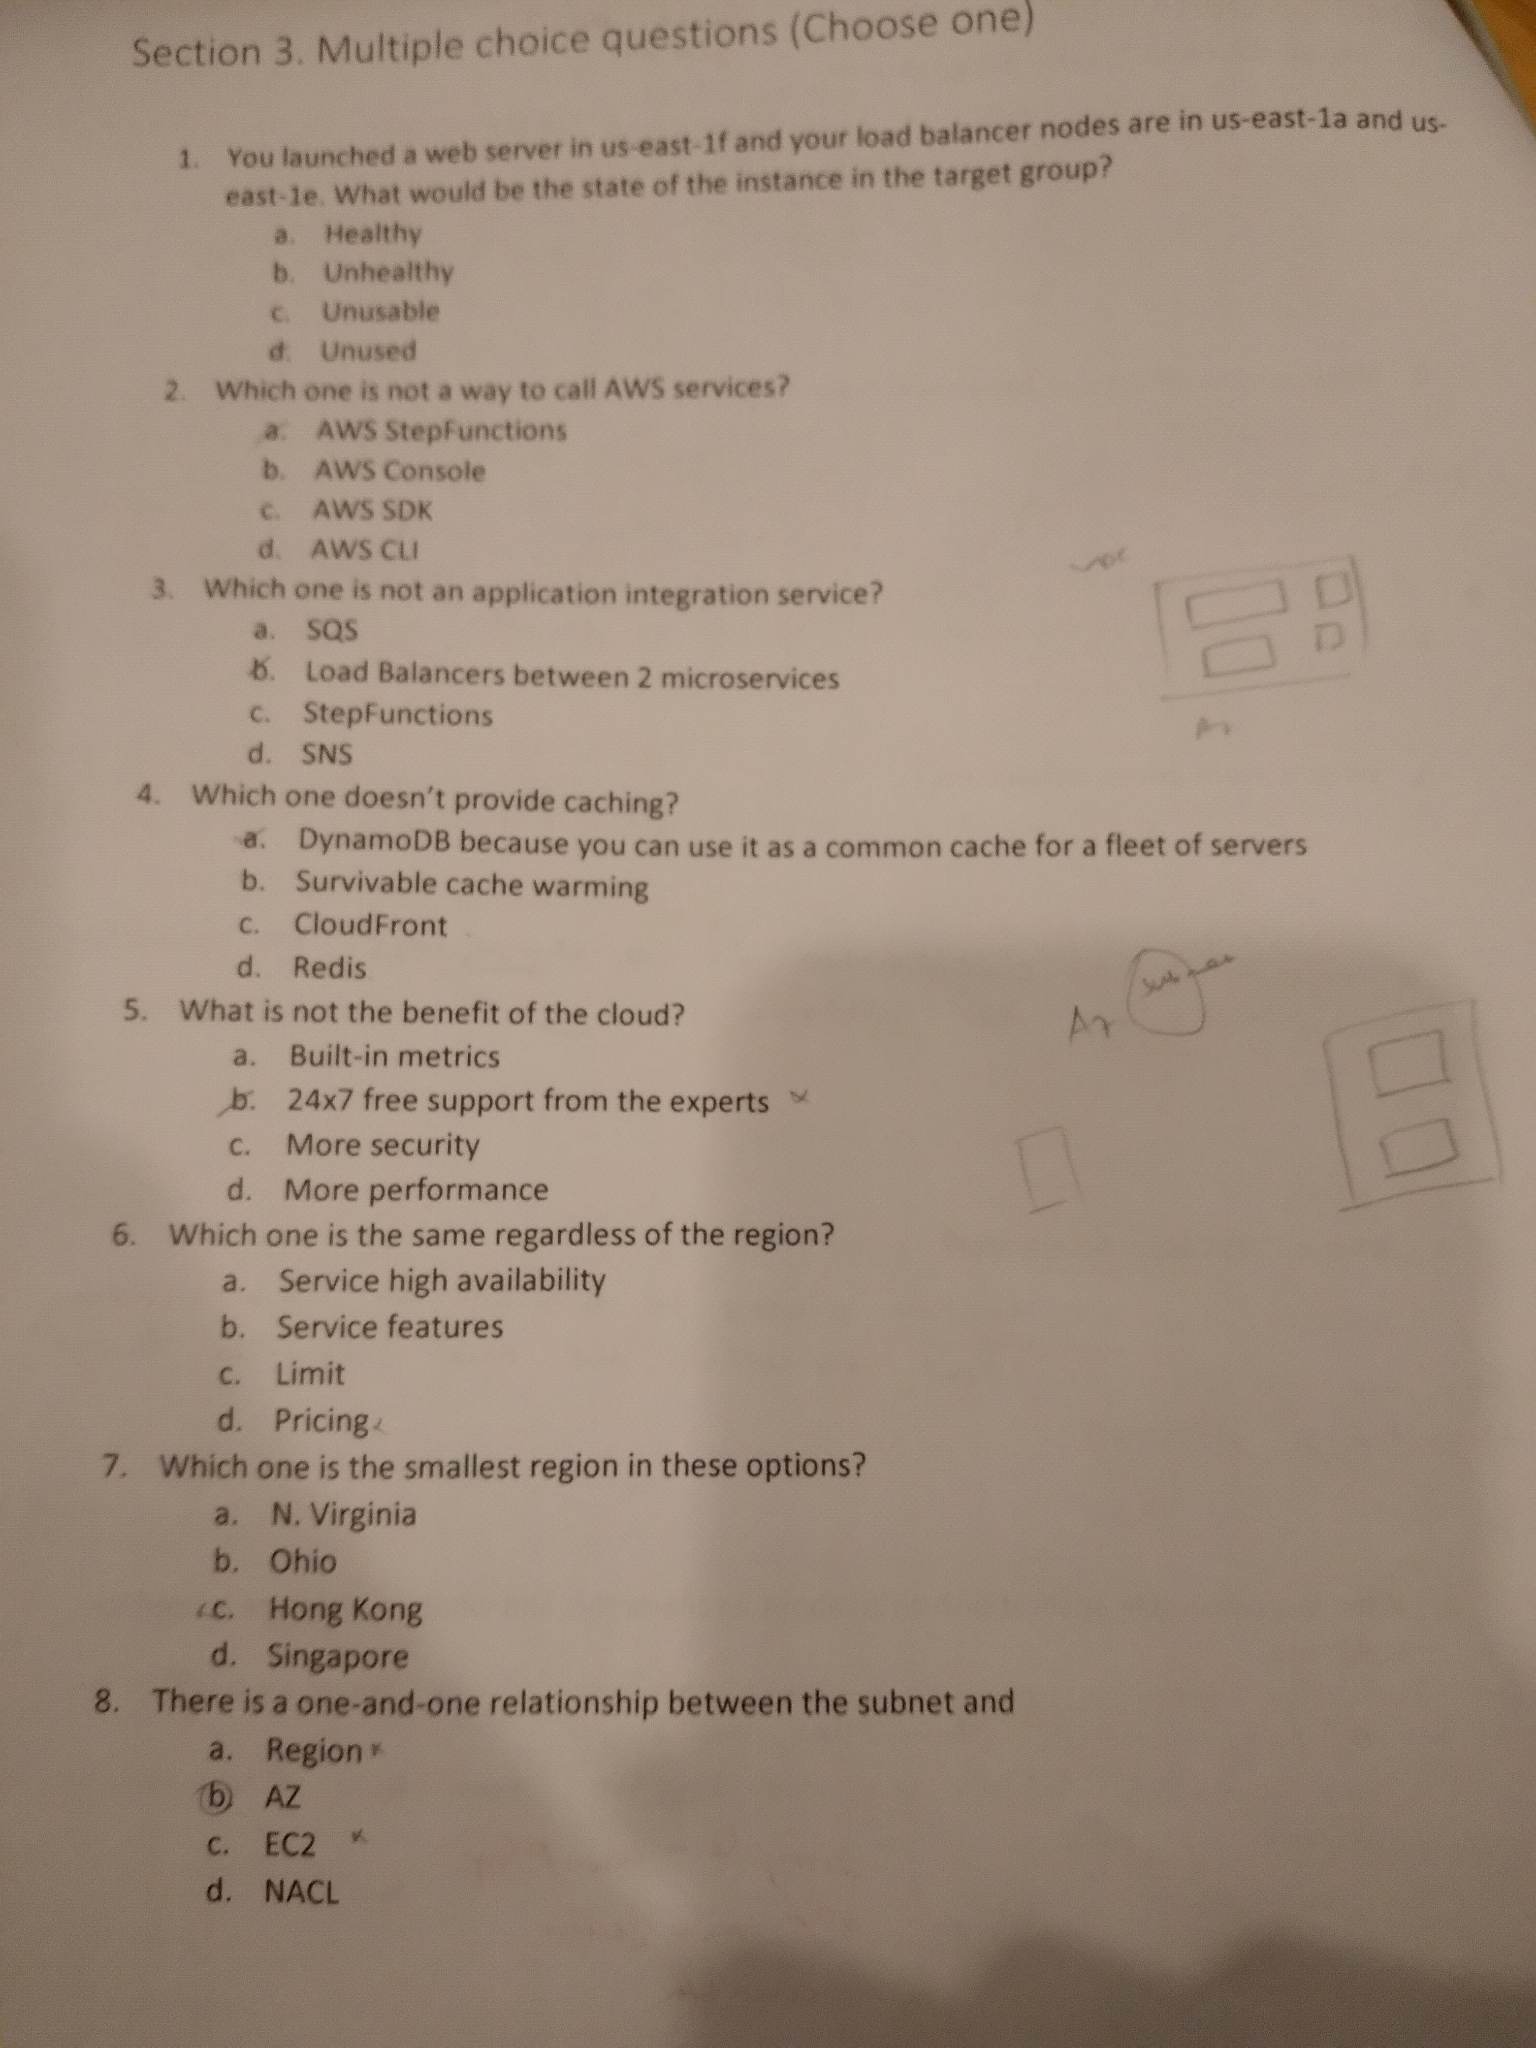 Section 3. Multiple choice questions (Choose one)
1. You launched a web server in us-east-1f and your load balancer nodes are in us-east-1a and us-
east-1e. What would be the state of the instance in the target group?
a. Healthy
b. Unhealthy
c. Unusable
d. Unused
2. Which one is not a way to call AWS services?
a. AWS StepFunctions
b. AWS Console
c. AWS SDK
d. AWS CLI
3. Which one is not an application integration service?
a. SQS
b. Load Balancers between 2 microservices
c. StepFunctions
d. SNS
Az
4. Which one doesn't provide caching?
a. DynamoDB because you can use it as a common cache for a fleet of servers
b. Survivable cache warming
c. CloudFront
d. Redis
Az
5. What is not the benefit of the cloud?
a. Built-in metrics
b. 24x7 free support from the experts
c. More security
d. More performance
6. Which one is the same regardless of the region?
a. Service high availability
b. Service features
c. Limit
d. Pricing
7. Which one is the smallest region in these options?
a. N. Virginia
b. Ohio
c. Hong Kong
d. Singapore
8. There is a one-and-one relationship between the subnet and
a. Region
b. AZ
c. EC2
d. NACL